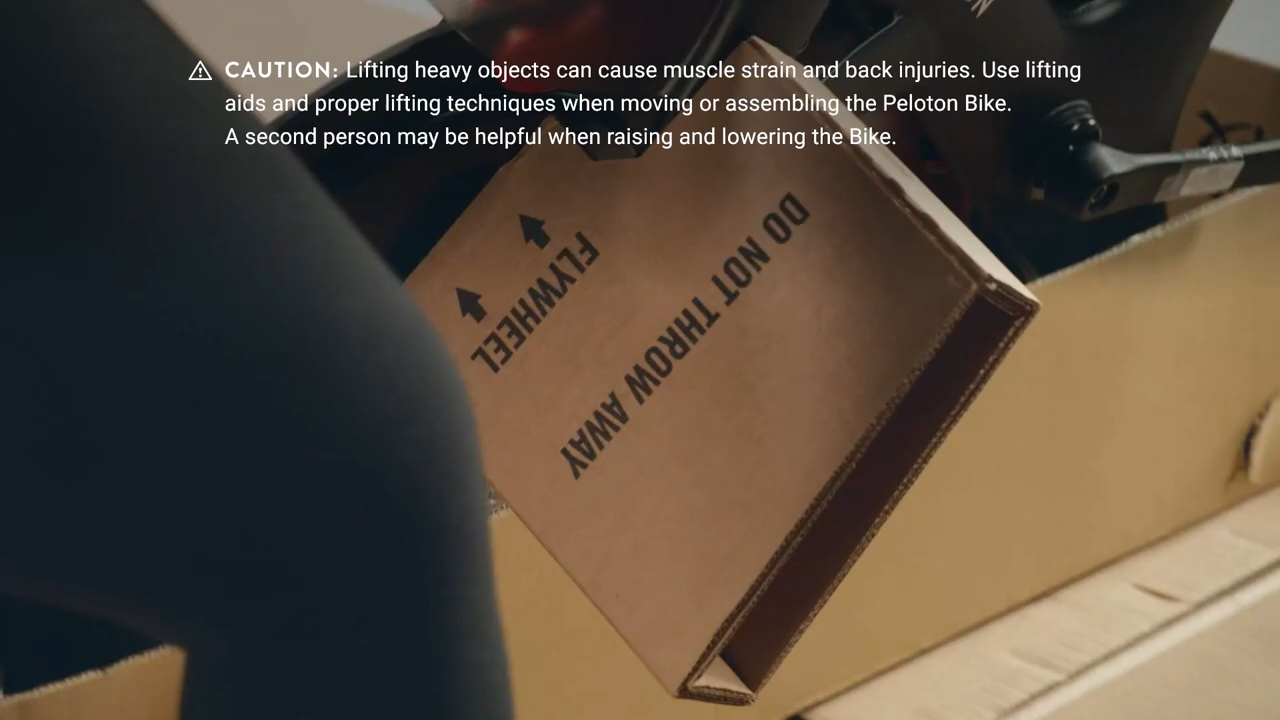 CAUTION: Lifting heavy objects can cause muscle strain and back injuries. Use lifting
aids and proper lifting techniques when moving or assembling the Peloton Bike.
A second person may be helpful when raising and lowering the Bike.
FLYWHEEL
DO NOT THROW AWAY